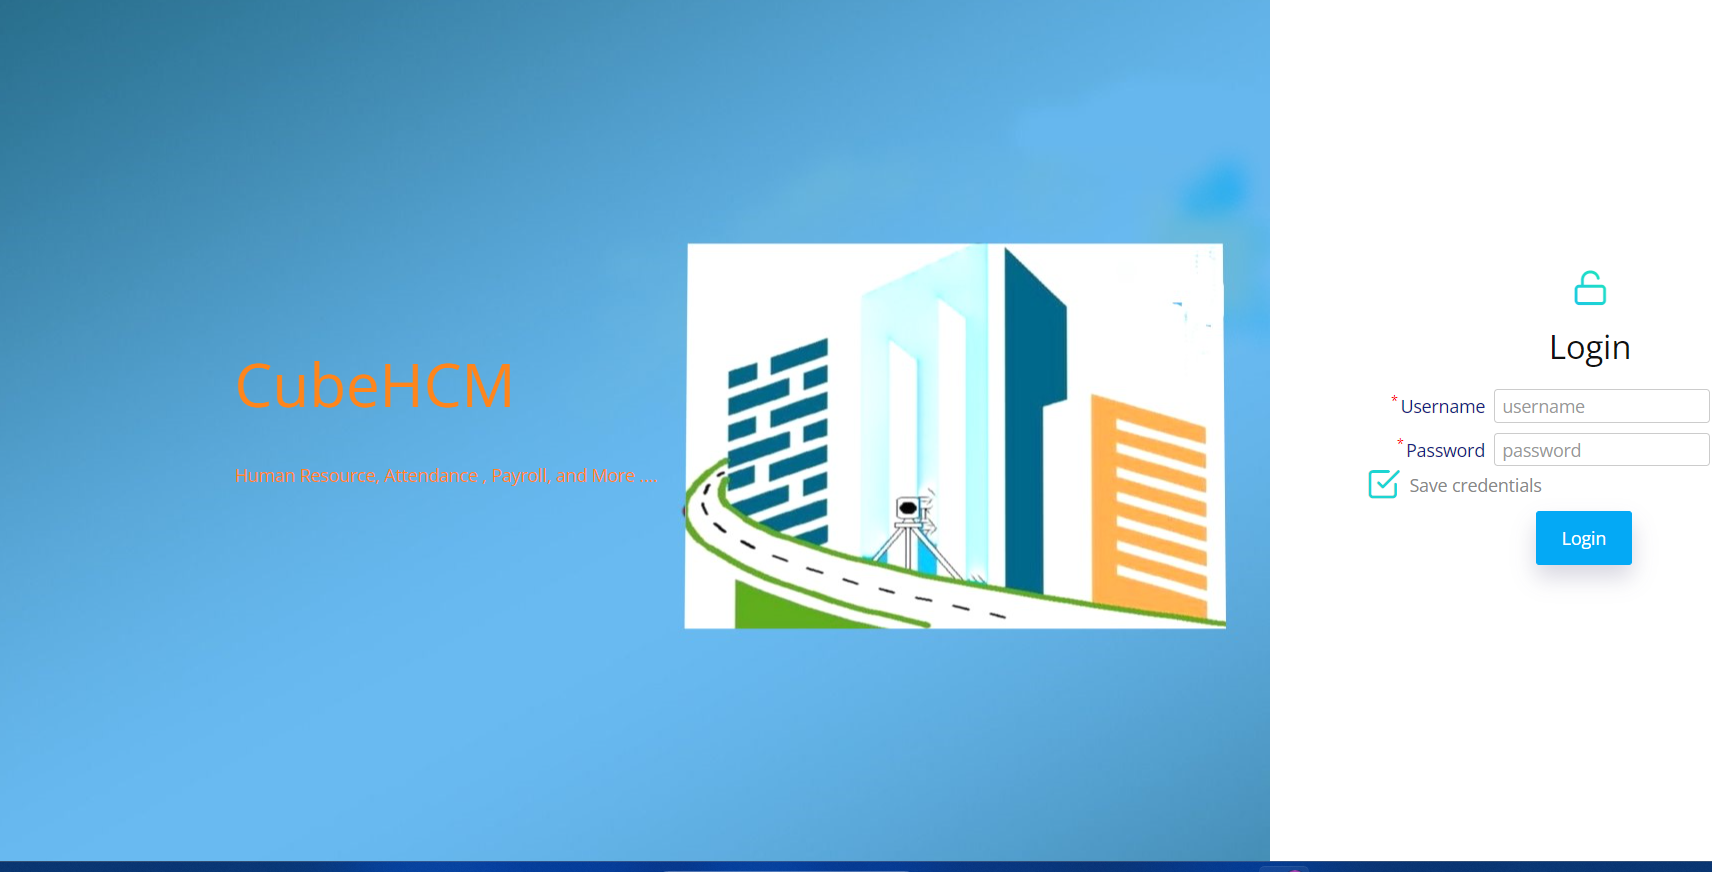 CubeHCM
Human Resource, Attendance , Payroll, and More ....
Login
* Username username
* Password password
Save credentials
Login